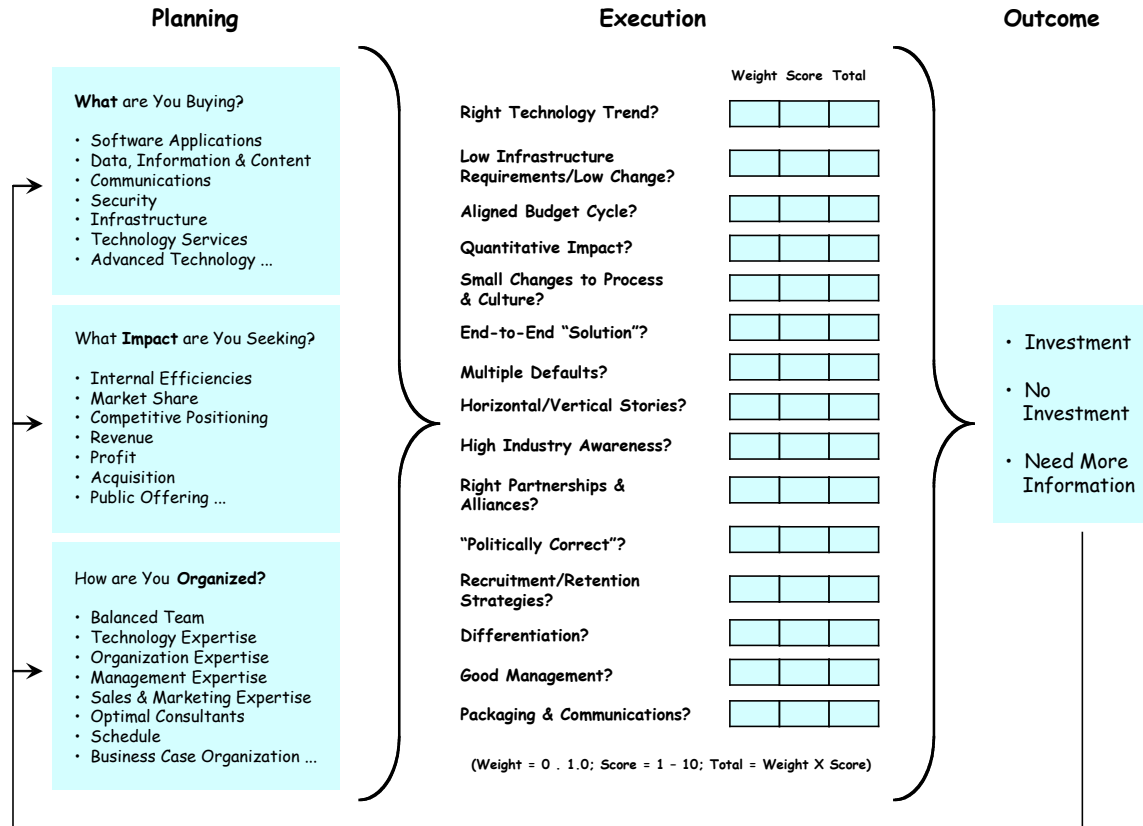 Planning
Execution
Outcome
What are You Buying?
• Software Applications
• Data, Information & Content
• Communications
• Security
• Infrastructure
• Technology Services
• Advanced Technology ...
What Impact are You Seeking?
• Internal Efficiencies
• Market Share
• Competitive Positioning
• Revenue
• Profit
• Acquisition
• Public Offering ...
How are You Organized?
• Balanced Team
• Technology Expertise
• Organization Expertise
• Management Expertise
• Sales & Marketing Expertise
• Optimal Consultants
• Schedule
• Business Case Organization ...
Weight Score Total
Right Technology Trend?
Low Infrastructure
Requirements/Low Change?
Aligned Budget Cycle?
Quantitative Impact?
Small Changes to Process
& Culture?
End-to-End “Solution”?
Multiple Defaults?
Horizontal/Vertical Stories?
High Industry Awareness?
Right Partnerships &
Alliances?
“Politically Correct”?
Recruitment/Retention
Strategies?
Differentiation?
Good Management?
Packaging & Communications?
(Weight = 0 . 1.0; Score = 1 – 10; Total = Weight X Score)
• Investment
• No
Investment
• Need More
Information